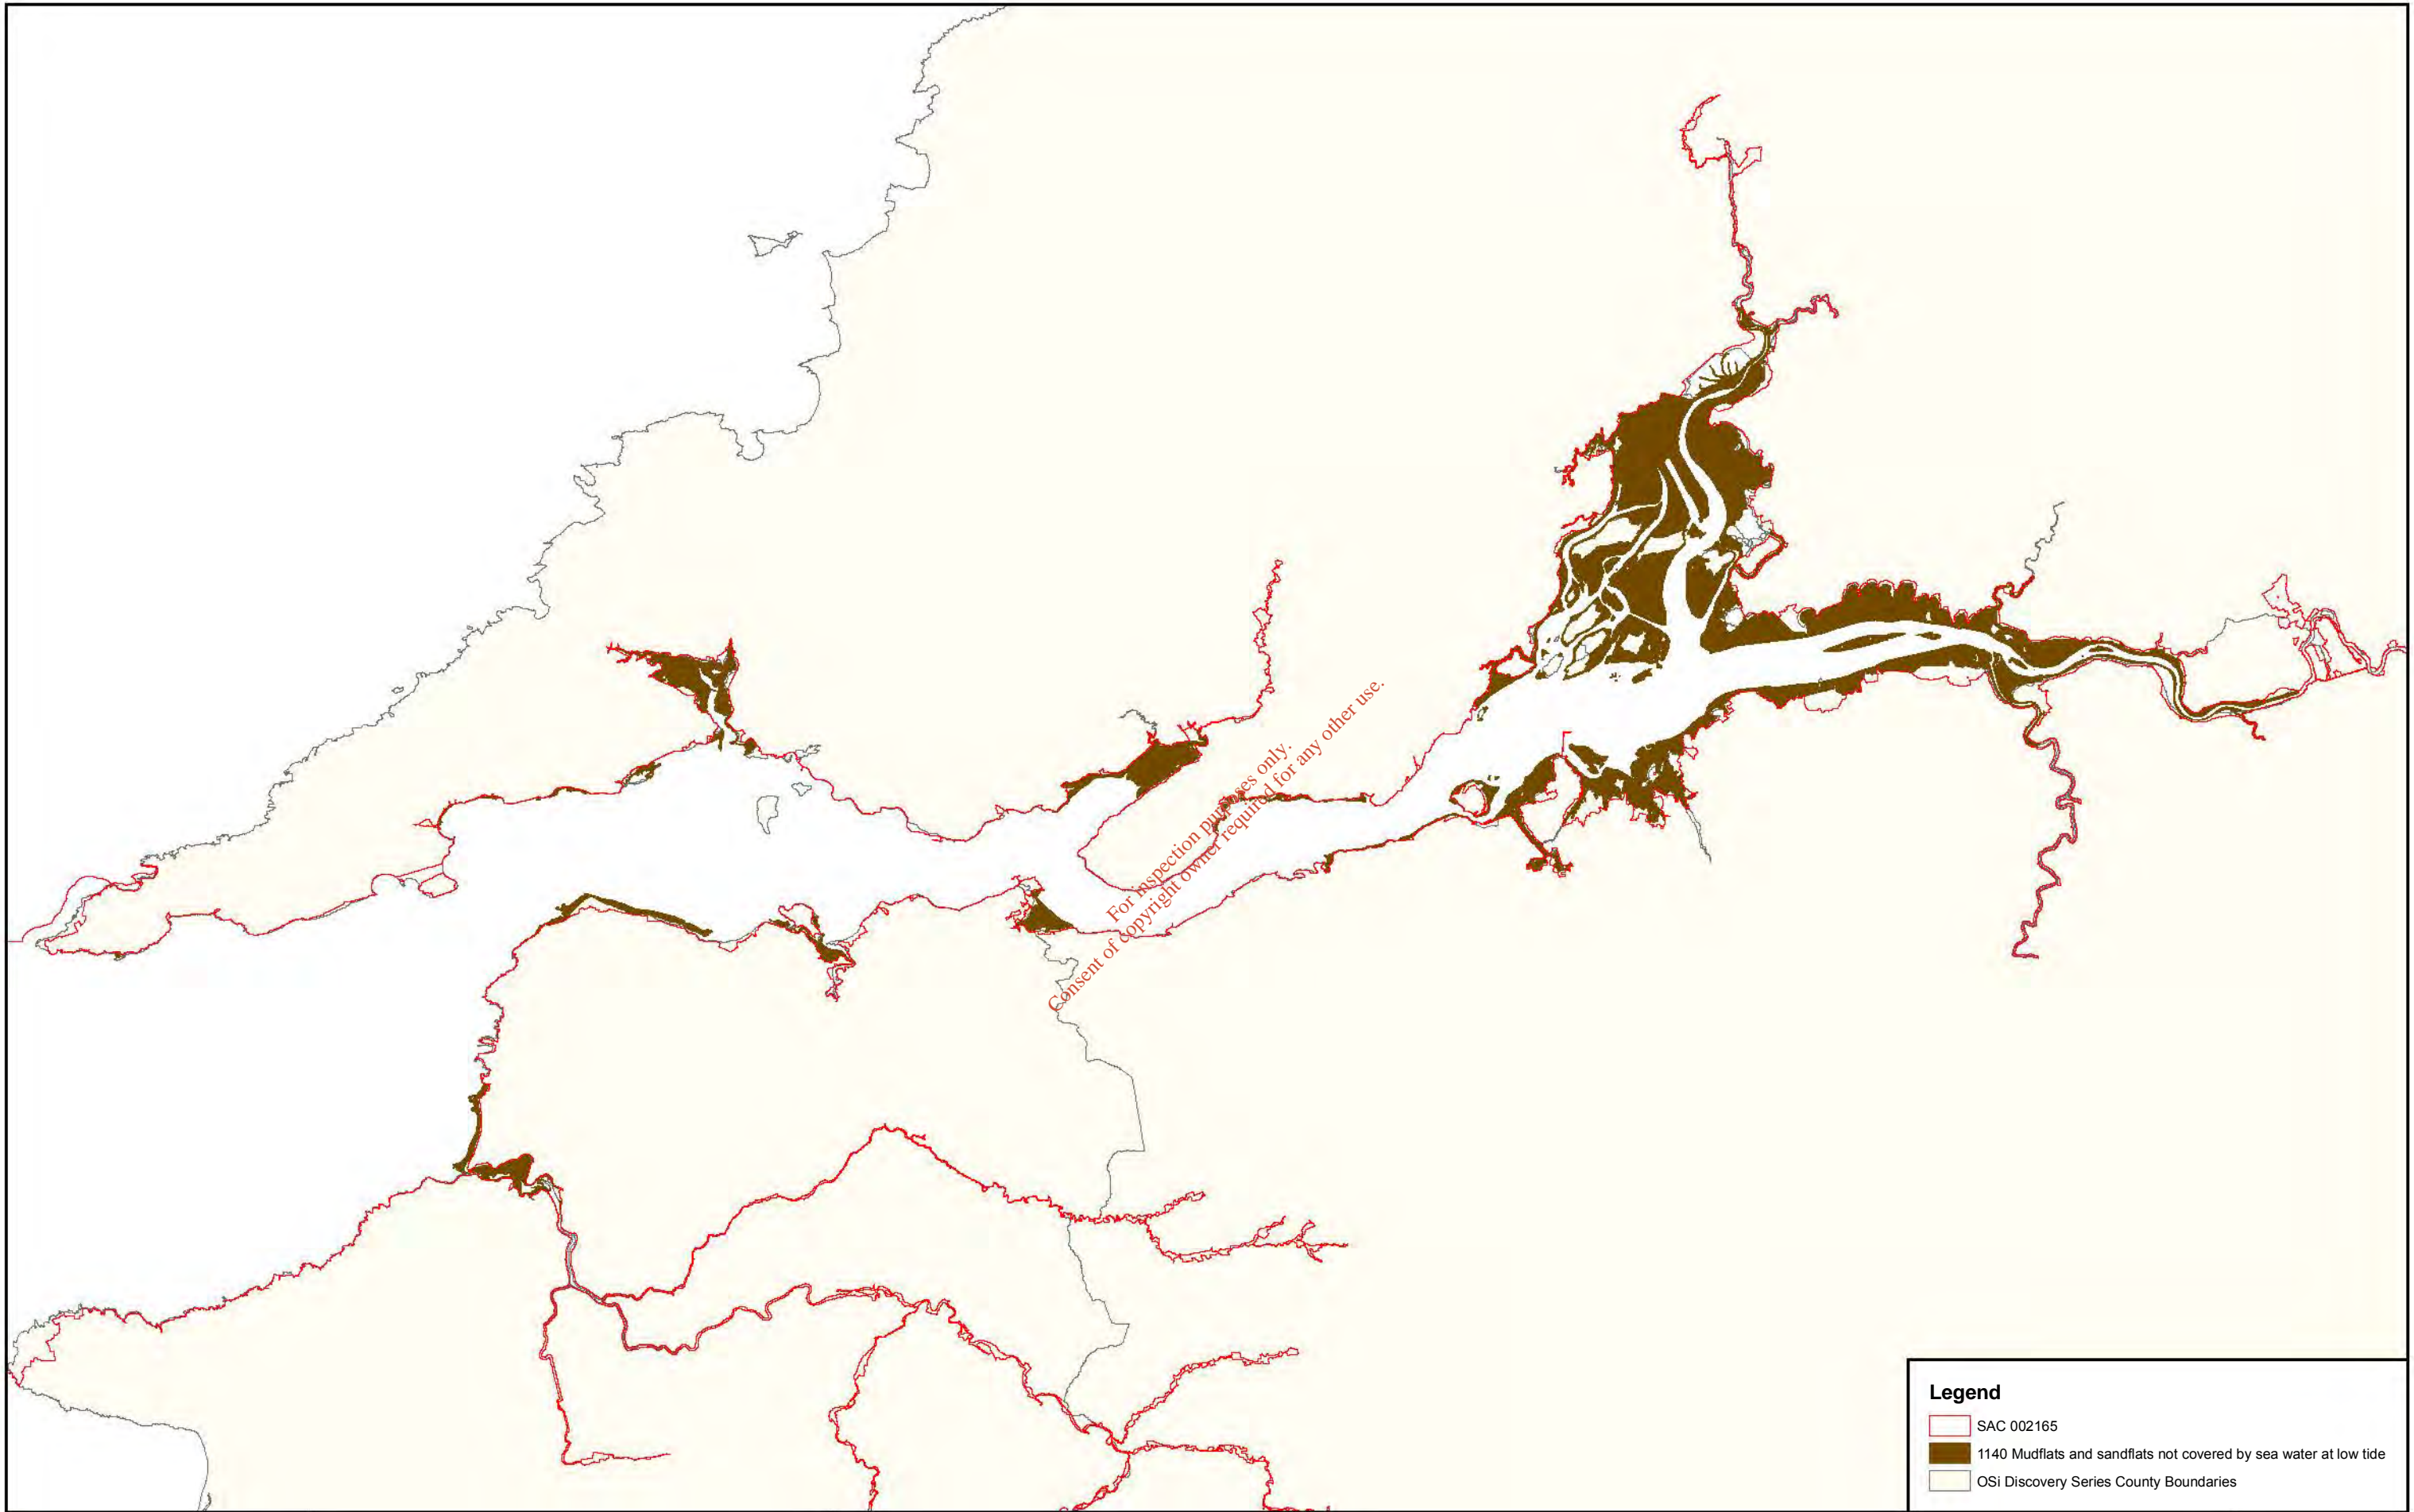 For inspection purposes only.
Consent of copyright owner required for any other use.
Legend
SAC 002165
1140 Mudflats and sandflats not covered by sea water at low tide
OSi Discovery Series County Boundaries